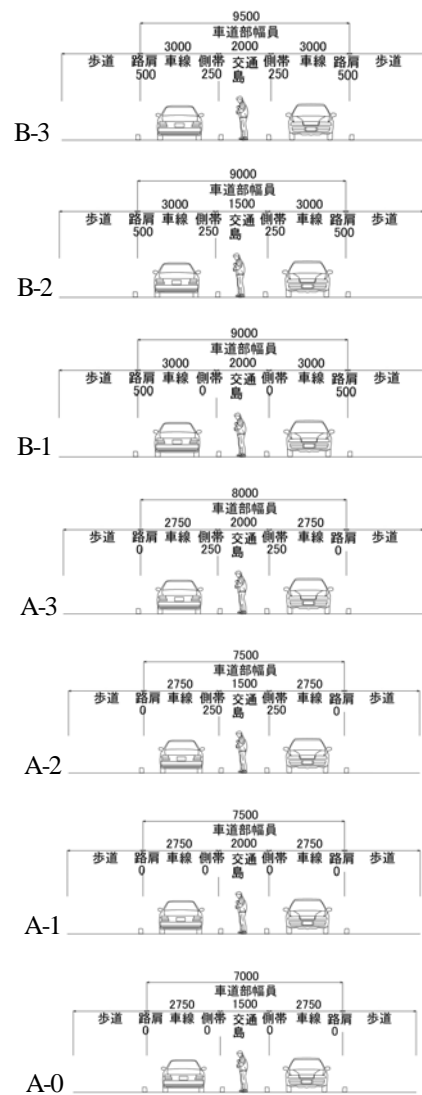 9500
車道部幅員
3000 2000 3000
歩道 路肩 車線 側帯 交通島 側帯 車線 路肩 歩道
500 250 250 500
B-3
9000
車道部幅員
3000 1500 3000
歩道 路肩 車線 側帯 交通島 側帯 車線 路肩 歩道
500 250 250 500
B-2
9000
車道部幅員
3000 2000 3000
歩道 路肩 車線 側帯 交通島 側帯 車線 路肩 歩道
500 0 0 500
B-1
8000
車道部幅員
2750 2000 2750
歩道 路肩 車線 側帯 交通島 側帯 車線 路肩 歩道
0 250 250 0
A-3
7500
車道部幅員
2750 1500 2750
歩道 路肩 車線 側帯 交通島 側帯 車線 路肩 歩道
0 250 250 0
A-2
7500
車道部幅員
2750 2000 2750
歩道 路肩 車線 側帯 交通島 側帯 車線 路肩 歩道
0 0 0 0
A-1
7000
車道部幅員
2750 1500 2750
歩道 路肩 車線 側帯 交通島 側帯 車線 路肩 歩道
0 0 0 0
A-0